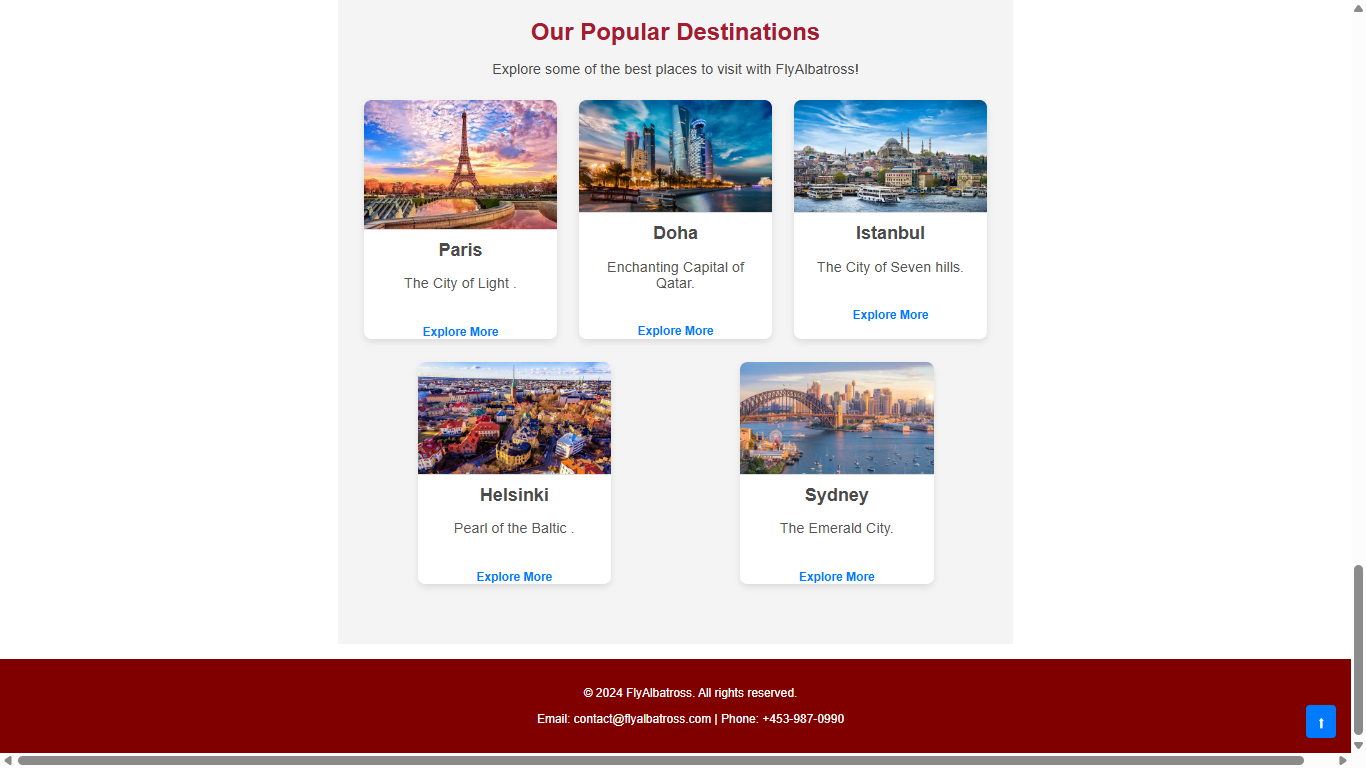 Our Popular Destinations
Explore some of the best places to visit with FlyAlbatross!
Paris
The City of Light .
Explore More
Doha
Enchanting Capital of
Qatar.
Explore More
Istanbul
The City of Seven hills.
Explore More
Helsinki
Pearl of the Baltic .
Explore More
Sydney
The Emerald City.
Explore More
© 2024 FlyAlbatross. All rights reserved.
Email: contact@flyalbatross.com | Phone: +453-987-0990